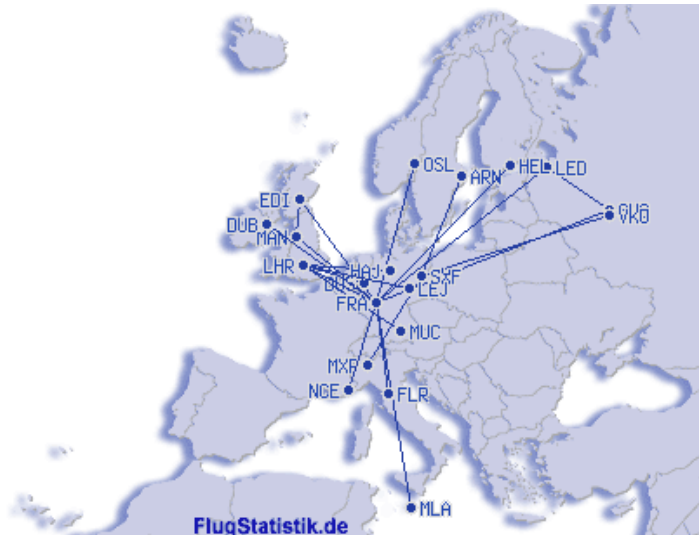 OSL
HEL
LED
ARN
EDI
VKO
DUB
MAN
LHR
HAJ
SXF
DUS
LEJ
FRA
MUC
MXP
NCE
FLR
MLA
FlugStatistik.de